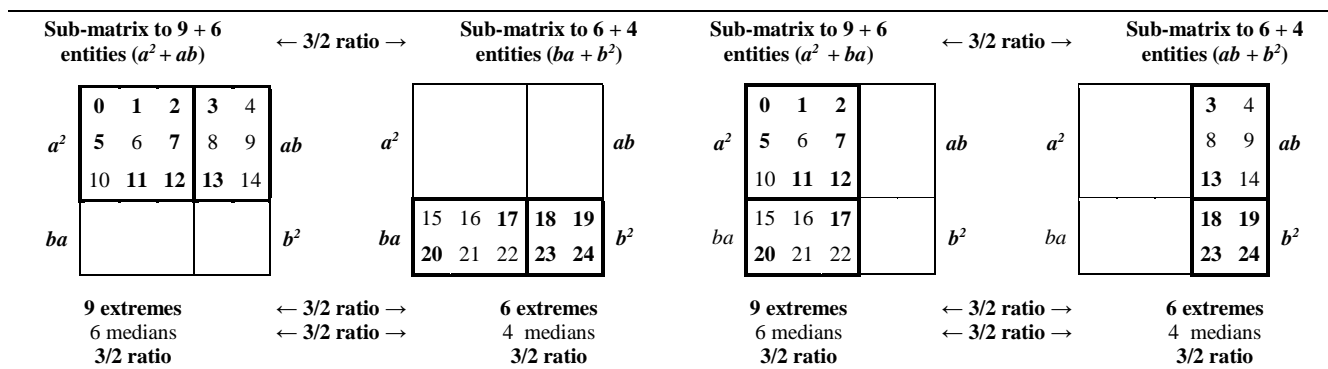 Sub-matrix to 9 + 6 entities (a² + ab)
← 3/2 ratio →
Sub-matrix to 6 + 4 entities (ba + b²)
Sub-matrix to 9 + 6 entities (a² + ba)
← 3/2 ratio →
Sub-matrix to 6 + 4 entities (ab + b²)
0 1 2 3 4
a² 5 6 7 8 9 ab
10 11 12 13 14
ba b²
a² ab
15 16 17 18 19
ba 20 21 22 23 24 b²
0 1 2
a² 5 6 7 ab
10 11 12
15 16 17
ba 20 21 22 b²
3 4
a² 8 9 ab
13 14
18 19
ba 23 24 b²
9 extremes ← 3/2 ratio → 6 extremes
6 medians ← 3/2 ratio → 4 medians
3/2 ratio 3/2 ratio
9 extremes ← 3/2 ratio → 6 extremes
6 medians ← 3/2 ratio → 4 medians
3/2 ratio 3/2 ratio